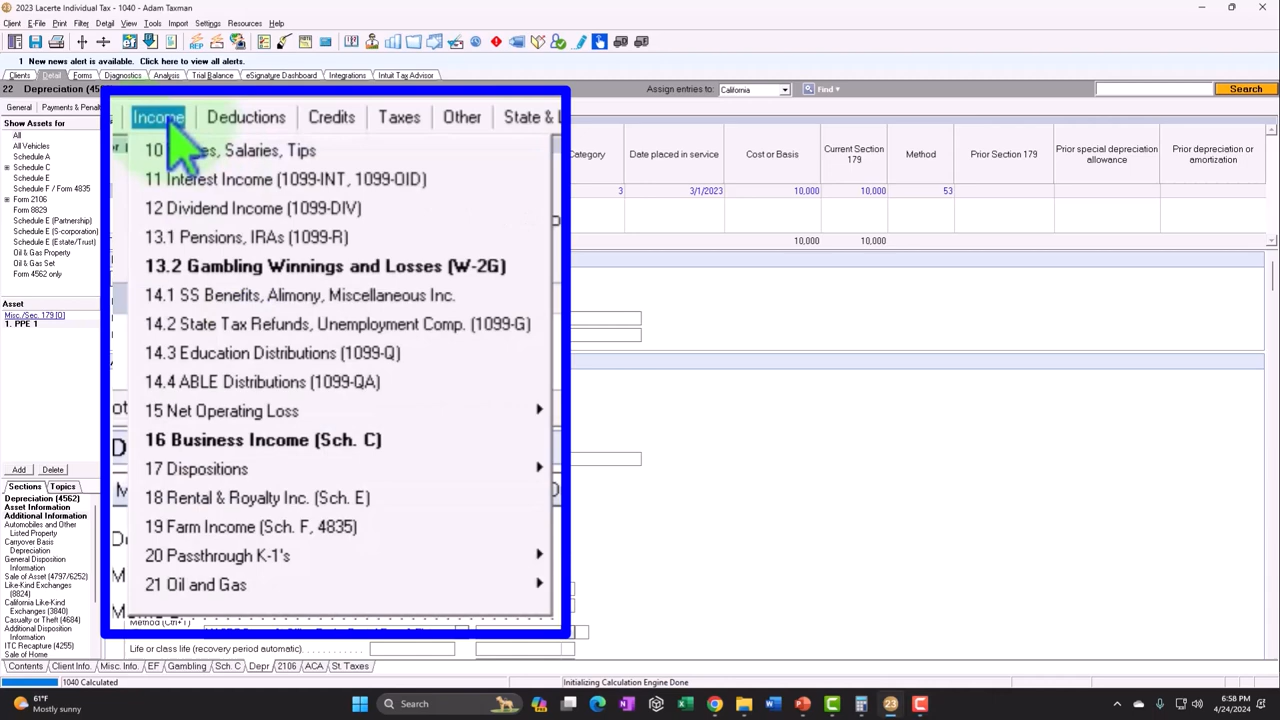 2023 Lacerte Individual Tax - 1040 - Adam Taxman
Client E-File Print Filter Detail View Tools Income Settings Resources Help
1 New news alert is available. Click here to view all alerts.
Clients Detail Forms Diagnostics Analysis Trial Balance eSignature Dashboard Integrations Intuit Tax Advisor
22 Depreciation (4562) Assign entries to: California Find Search
General Payments & Penalt
Income Deductions Credits Taxes Other State & L
Show Assets for
All
All Vehicles
Schedule A
Schedule C
Schedule E
Schedule F / Form 4835
Form 2106
Form 8829
Schedule E (Partnership)
Schedule E (S-corporation)
Schedule E (Estate/Trust)
Oil & Gas Property
Oil & Gas Set
Form 4562 only
Asset
Misc./Sec. 179 [0]
1. PPE 1
Add Delete
Sections Topics
Depreciation (4562)
Asset Information
Additional Information
Automobiles and Other
Listed Property
Carryover Basis
Depreciation
General Disposition
Information
Sale of Asset (4797/6252)
Like-Kind Exchanges
(8824)
California Like-Kind
Exchanges (3840)
Casualty or Theft (4684)
Additional Disposition
Information
ITC Recapture (4255)
Sale of Home
10 Salaries, Tips
11 Interest Income (1099-INT, 1099-OID)
12 Dividend Income (1099-DIV)
13.1 Pensions, IRAs (1099-R)
13.2 Gambling Winnings and Losses (W-2G)
14.1 SS Benefits, Alimony, Miscellaneous Inc.
14.2 State Tax Refunds, Unemployment Comp. (1099-G)
14.3 Education Distributions (1099-Q)
14.4 ABLE Distributions (1099-QA)
15 Net Operating Loss
16 Business Income (Sch. C)
17 Dispositions
18 Rental & Royalty Inc. (Sch. E)
19 Farm Income (Sch. F, 4835)
20 Passthrough K-1's
21 Oil and Gas
Category Date placed in service Cost or Basis Current Section 179 Method Prior Section 179 Prior special depreciation allowance Prior depreciation or amortization
3 3/1/2023 10,000 10,000 53
10,000 10,000
Method (Ctrl+T)
Life or class life (recovery period automatic)
Contents Client Info. Misc. Info. EF Gambling Sch. C Depr 2106 ACA St. Taxes
1040 Calculated Initializing Calculation Engine Done
61°F
Mostly sunny
Search
23
6:58 PM
4/24/2024